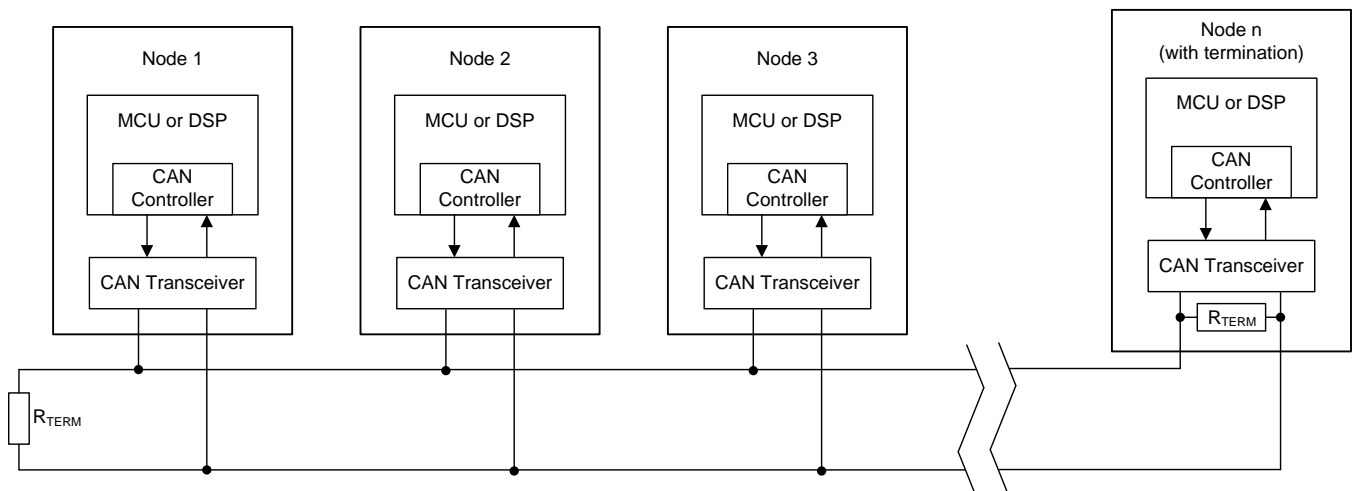 Node 1
MCU or DSP
CAN
Controller
CAN Transceiver
Node 2
MCU or DSP
CAN
Controller
CAN Transceiver
Node 3
MCU or DSP
CAN
Controller
CAN Transceiver
Node n
(with termination)
MCU or DSP
CAN
Controller
CAN Transceiver
RTERM
RTERM